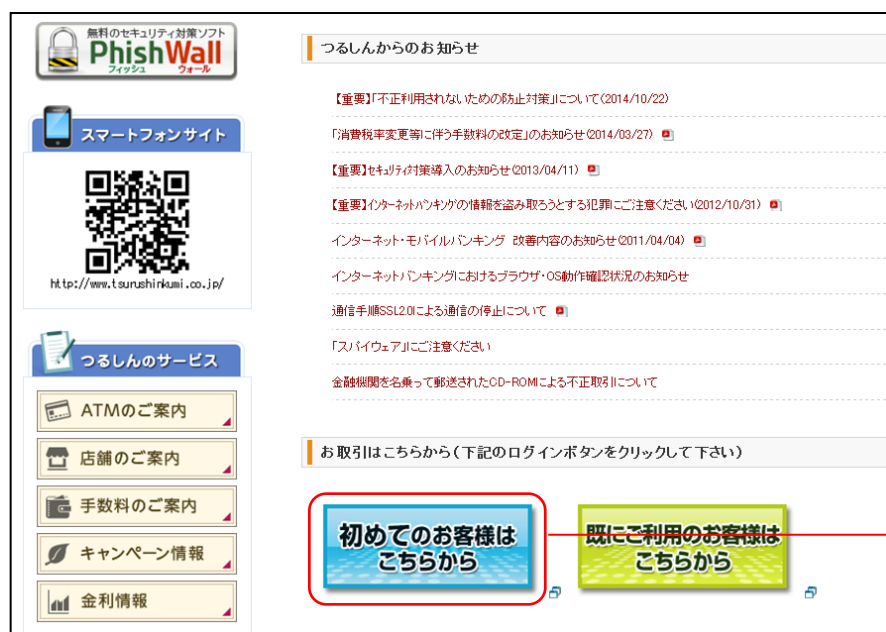 無料のセキュリティ対策ソフト
PhishWall
フィッシュ ウォール
スマートフォンサイト
http://www.tsurushinkumi.co.jp/
つるしんのサービス
ATMのご案内
店舗のご案内
手数料のご案内
キャンペーン情報
金利情報
つるしんからのお知らせ
【重要】「不正利用されないための防止対策」について(2014/10/22)
「消費税率変更等に伴う手数料の改定」のお知らせ(2014/03/27)
【重要】セキュリティ対策導入のお知らせ(2013/04/11)
【重要】インターネットバンキングの情報を盗み取ろうとする犯罪にご注意ください(2012/10/31)
インターネット・モバイルバンキング 改善内容のお知らせ(2011/04/04)
インターネットバンキングにおけるブラウザ・OS動作確認状況のお知らせ
通信手順SSL2.0による通信の停止について
「スパイウェア」にご注意ください
金融機関を名乗って郵送されたCD-ROMによる不正取引について
お取引はこちらから(下記のログインボタンをクリックして下さい)
初めてのお客様は
こちらから
既にご利用のお客様は
こちらから